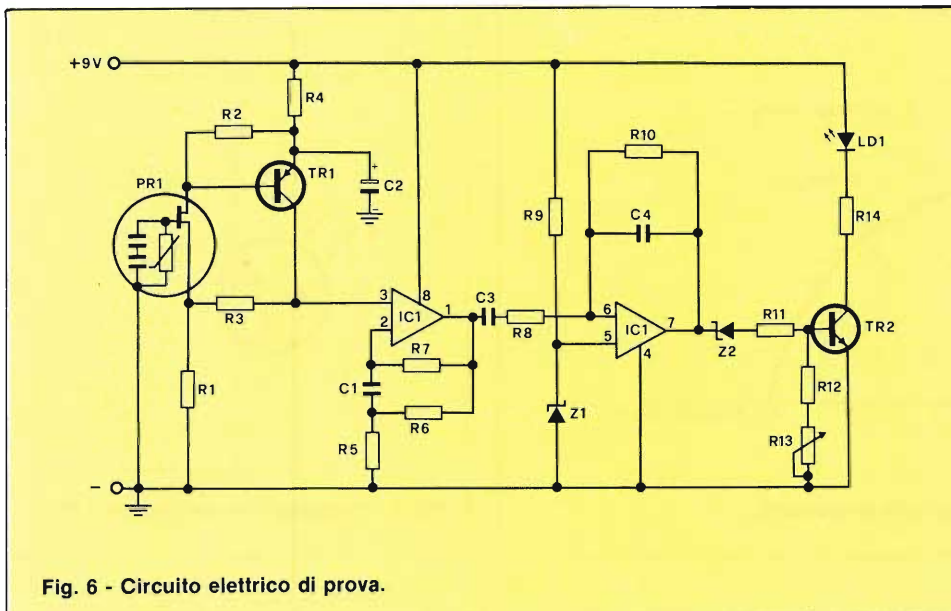 +9V
R4
R2
TR1
PR1
C2
R3
R1
3
2
8
1
IC1
C3
R8
R7
C1
R6
R5
R9
R10
C4
6
5
7
4
IC1
Z1
Z2
R11
LD1
R14
TR2
R12
R13
+
-
-
Fig. 6 - Circuito elettrico di prova.